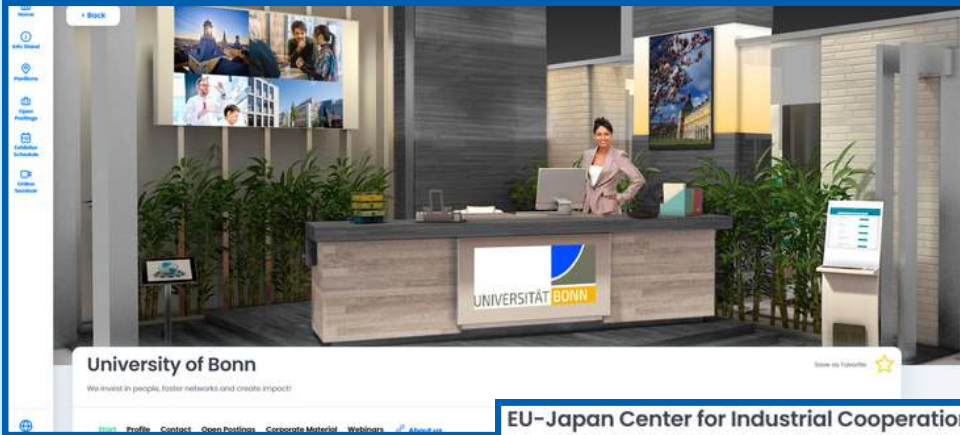 Home
< Back
Info Stand
Pavilions
Open
Postings
Exhibitor
Schedule
Online
Seminar
UNIVERSITÄT BONN
University of Bonn
Save as Favorite
We invest in people, foster networks and create impact!
Start Profile Contact Open Postings Corporate Material Webinars About us
EU-Japan Center for Industrial Cooperation